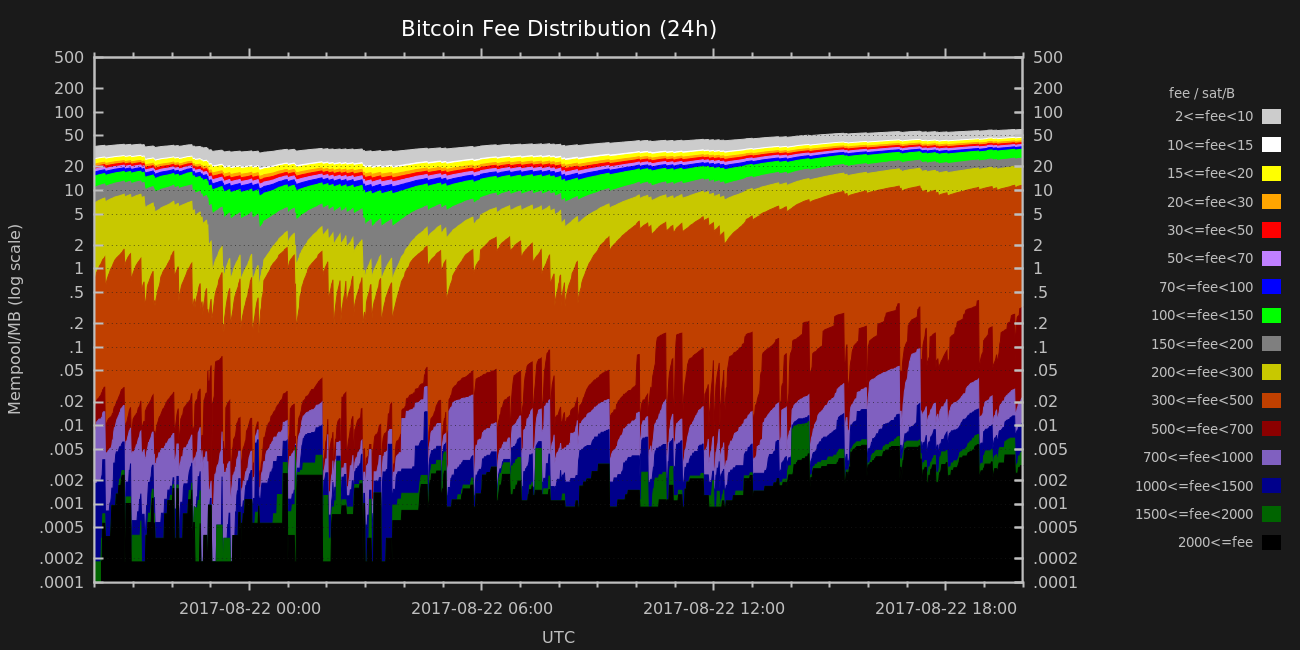 Bitcoin Fee Distribution (24h)
500
200
100
50
20
10
5
2
1
.5
.2
.1
.05
.02
.01
.005
.002
.001
.0005
.0002
.0001
Mempool/MB (log scale)
500
200
100
50
20
10
5
2
1
.5
.2
.1
.05
.02
.01
.005
.002
.001
.0005
.0002
.0001
2017-08-22 00:00
2017-08-22 06:00
2017-08-22 12:00
2017-08-22 18:00
UTC
fee / sat/B
2<=fee<10
10<=fee<15
15<=fee<20
20<=fee<30
30<=fee<50
50<=fee<70
70<=fee<100
100<=fee<150
150<=fee<200
200<=fee<300
300<=fee<500
500<=fee<700
700<=fee<1000
1000<=fee<1500
1500<=fee<2000
2000<=fee